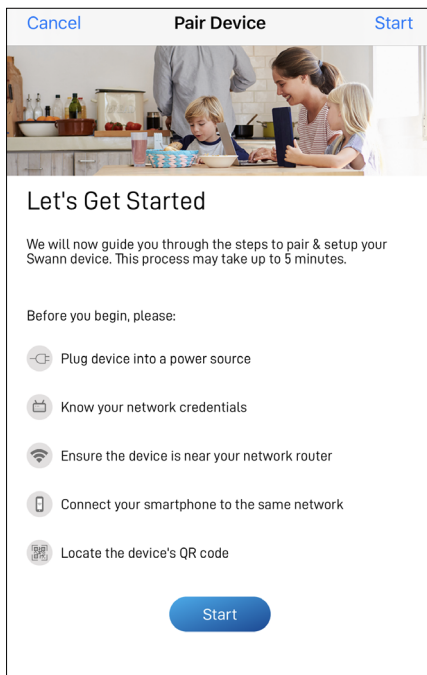 Cancel Pair Device Start
Let's Get Started
We will now guide you through the steps to pair & setup your
Swann device. This process may take up to 5 minutes.
Before you begin, please:
Plug device into a power source
Know your network credentials
Ensure the device is near your network router
Connect your smartphone to the same network
Locate the device's QR code
Start